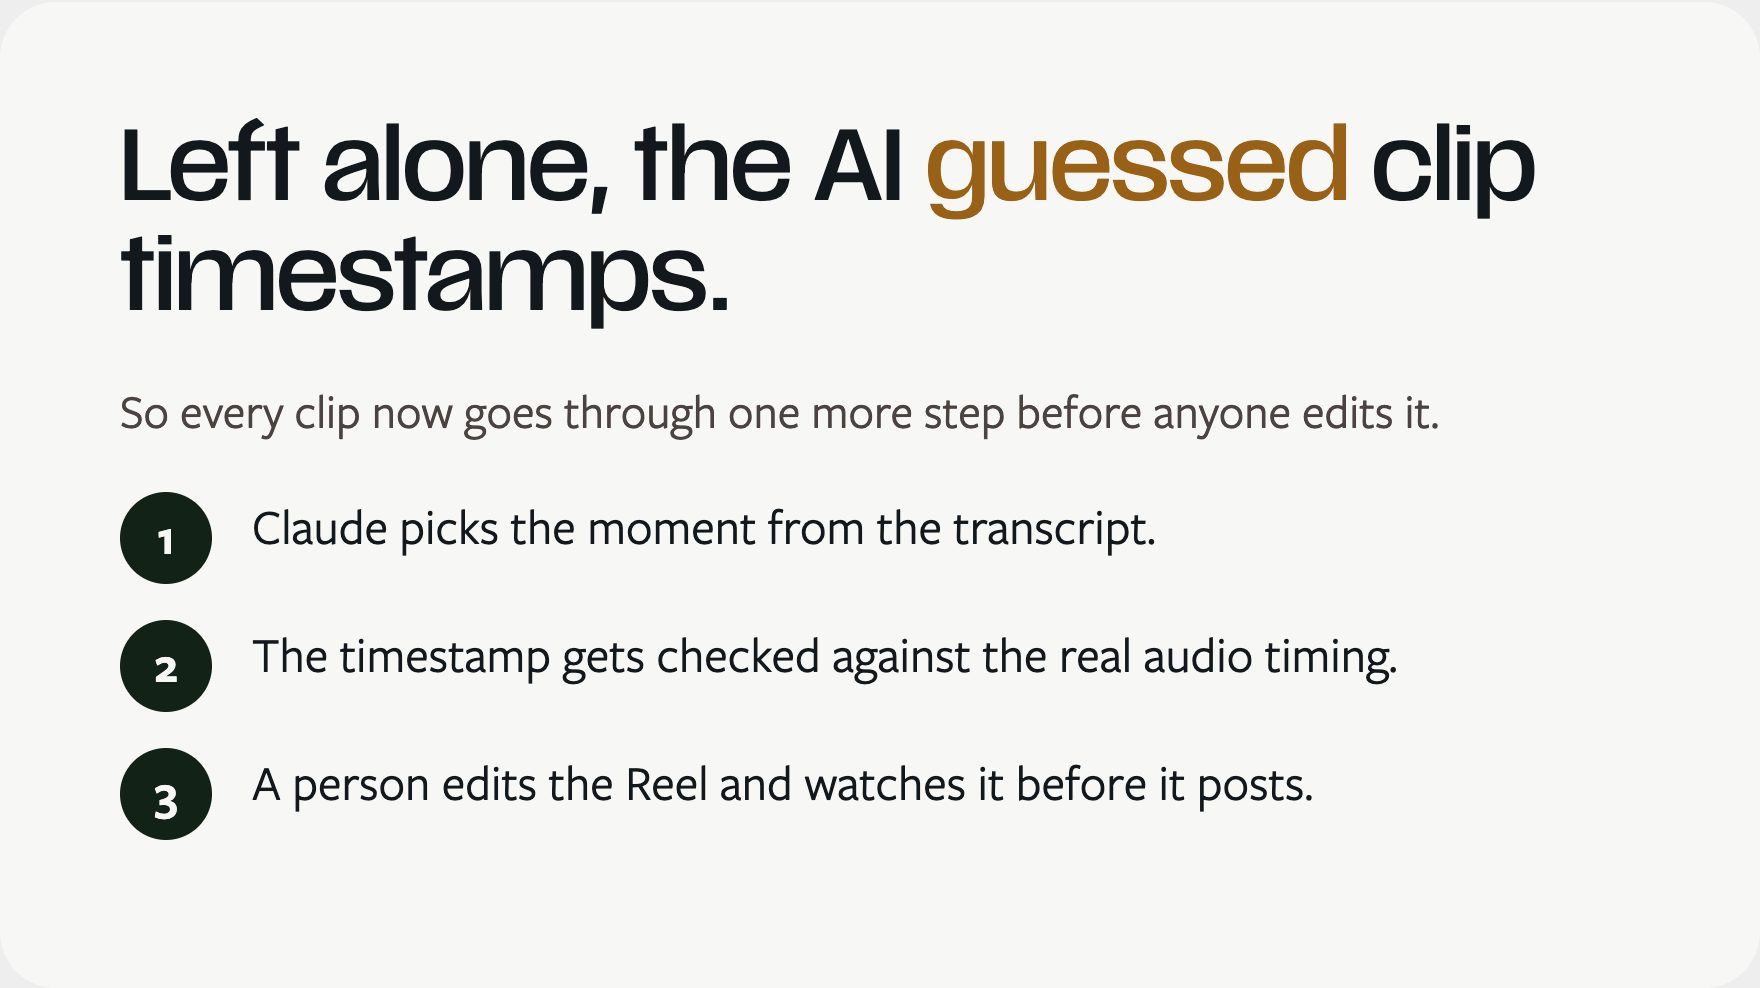 Left alone, the AI guessed clip
timestamps.
So every clip now goes through one more step before anyone edits it.
1 Claude picks the moment from the transcript.
2 The timestamp gets checked against the real audio timing.
3 A person edits the Reel and watches it before it posts.